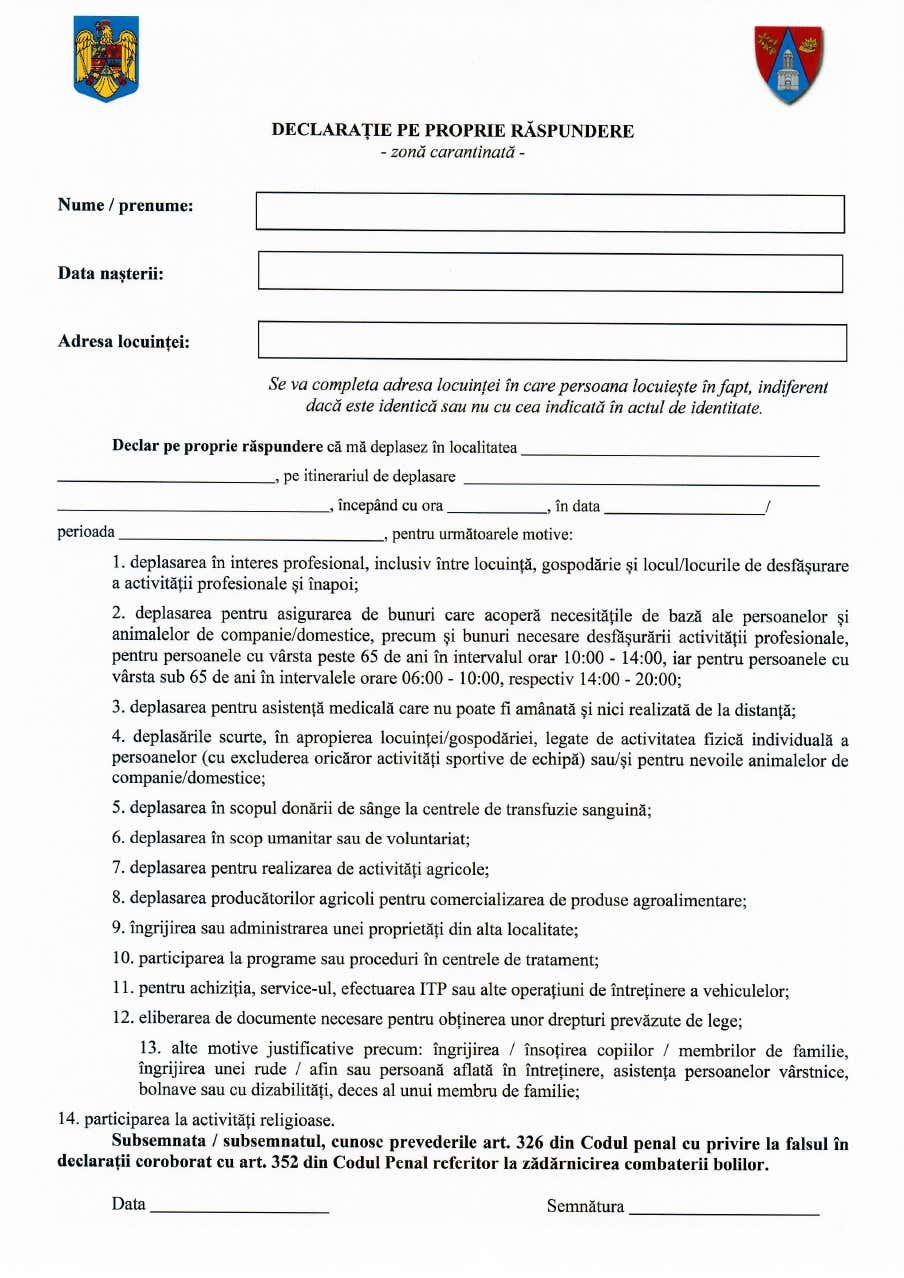 DECLARAȚIE PE PROPRIE RĂSPUNDERE
- zonă carantinată -
Nume / prenume:
Data nașterii:
Adresa locuinței:
Se va completa adresa locuinței în care persoana locuiește în fapt, indiferent
dacă este identică sau nu cu cea indicată în actul de identitate.
Declar pe proprie răspundere că mă deplasez în localitatea ______________________________
______________________, pe itinerariul de deplasare ____________________________________
____________________________, începând cu ora __________, în data ________________/
perioada __________________________, pentru următoarele motive:
1. deplasarea în interes profesional, inclusiv între locuință, gospodărie și locul/locurile de desfășurare
a activității profesionale și înapoi;
2. deplasarea pentru asigurarea de bunuri care acoperă necesitățile de bază ale persoanelor și
animalelor de companie/domestice, precum și bunuri necesare desfășurării activității profesionale,
pentru persoanele cu vârsta peste 65 de ani în intervalul orar 10:00 - 14:00, iar pentru persoanele cu
vârsta sub 65 de ani în intervalele orare 06:00 - 10:00, respectiv 14:00 - 20:00;
3. deplasarea pentru asistență medicală care nu poate fi amânată și nici realizată de la distanță;
4. deplasările scurte, în apropierea locuinței/gospodăriei, legate de activitatea fizică individuală a
persoanelor (cu excluderea oricăror activități sportive de echipă) sau/și pentru nevoile animalelor de
companie/domestice;
5. deplasarea în scopul donării de sânge la centrele de transfuzie sanguină;
6. deplasarea în scop umanitar sau de voluntariat;
7. deplasarea pentru realizarea de activități agricole;
8. deplasarea producătorilor agricoli pentru comercializarea de produse agroalimentare;
9. îngrijirea sau administrarea unei proprietăți din alta localitate;
10. participarea la programe sau proceduri în centrele de tratament;
11. pentru achiziția, service-ul, efectuarea ITP sau alte operațiuni de întreținere a vehiculelor;
12. eliberarea de documente necesare pentru obținerea unor drepturi prevăzute de lege;
13. alte motive justificative precum: îngrijirea / însoțirea copiilor / membrilor de familie,
îngrijirea unei rude / afin sau persoană aflată în întreținere, asistența persoanelor vârstnice,
bolnave sau cu dizabilități, deces al unui membru de familie;
14. participarea la activități religioase.
Subsemnata / subsemnatul, cunosc prevederile art. 326 din Codul penal cu privire la falsul în
declarații coroborat cu art. 352 din Codul Penal referitor la zădărnicirea combaterii bolilor.
Data __________________ Semnătura ___________________